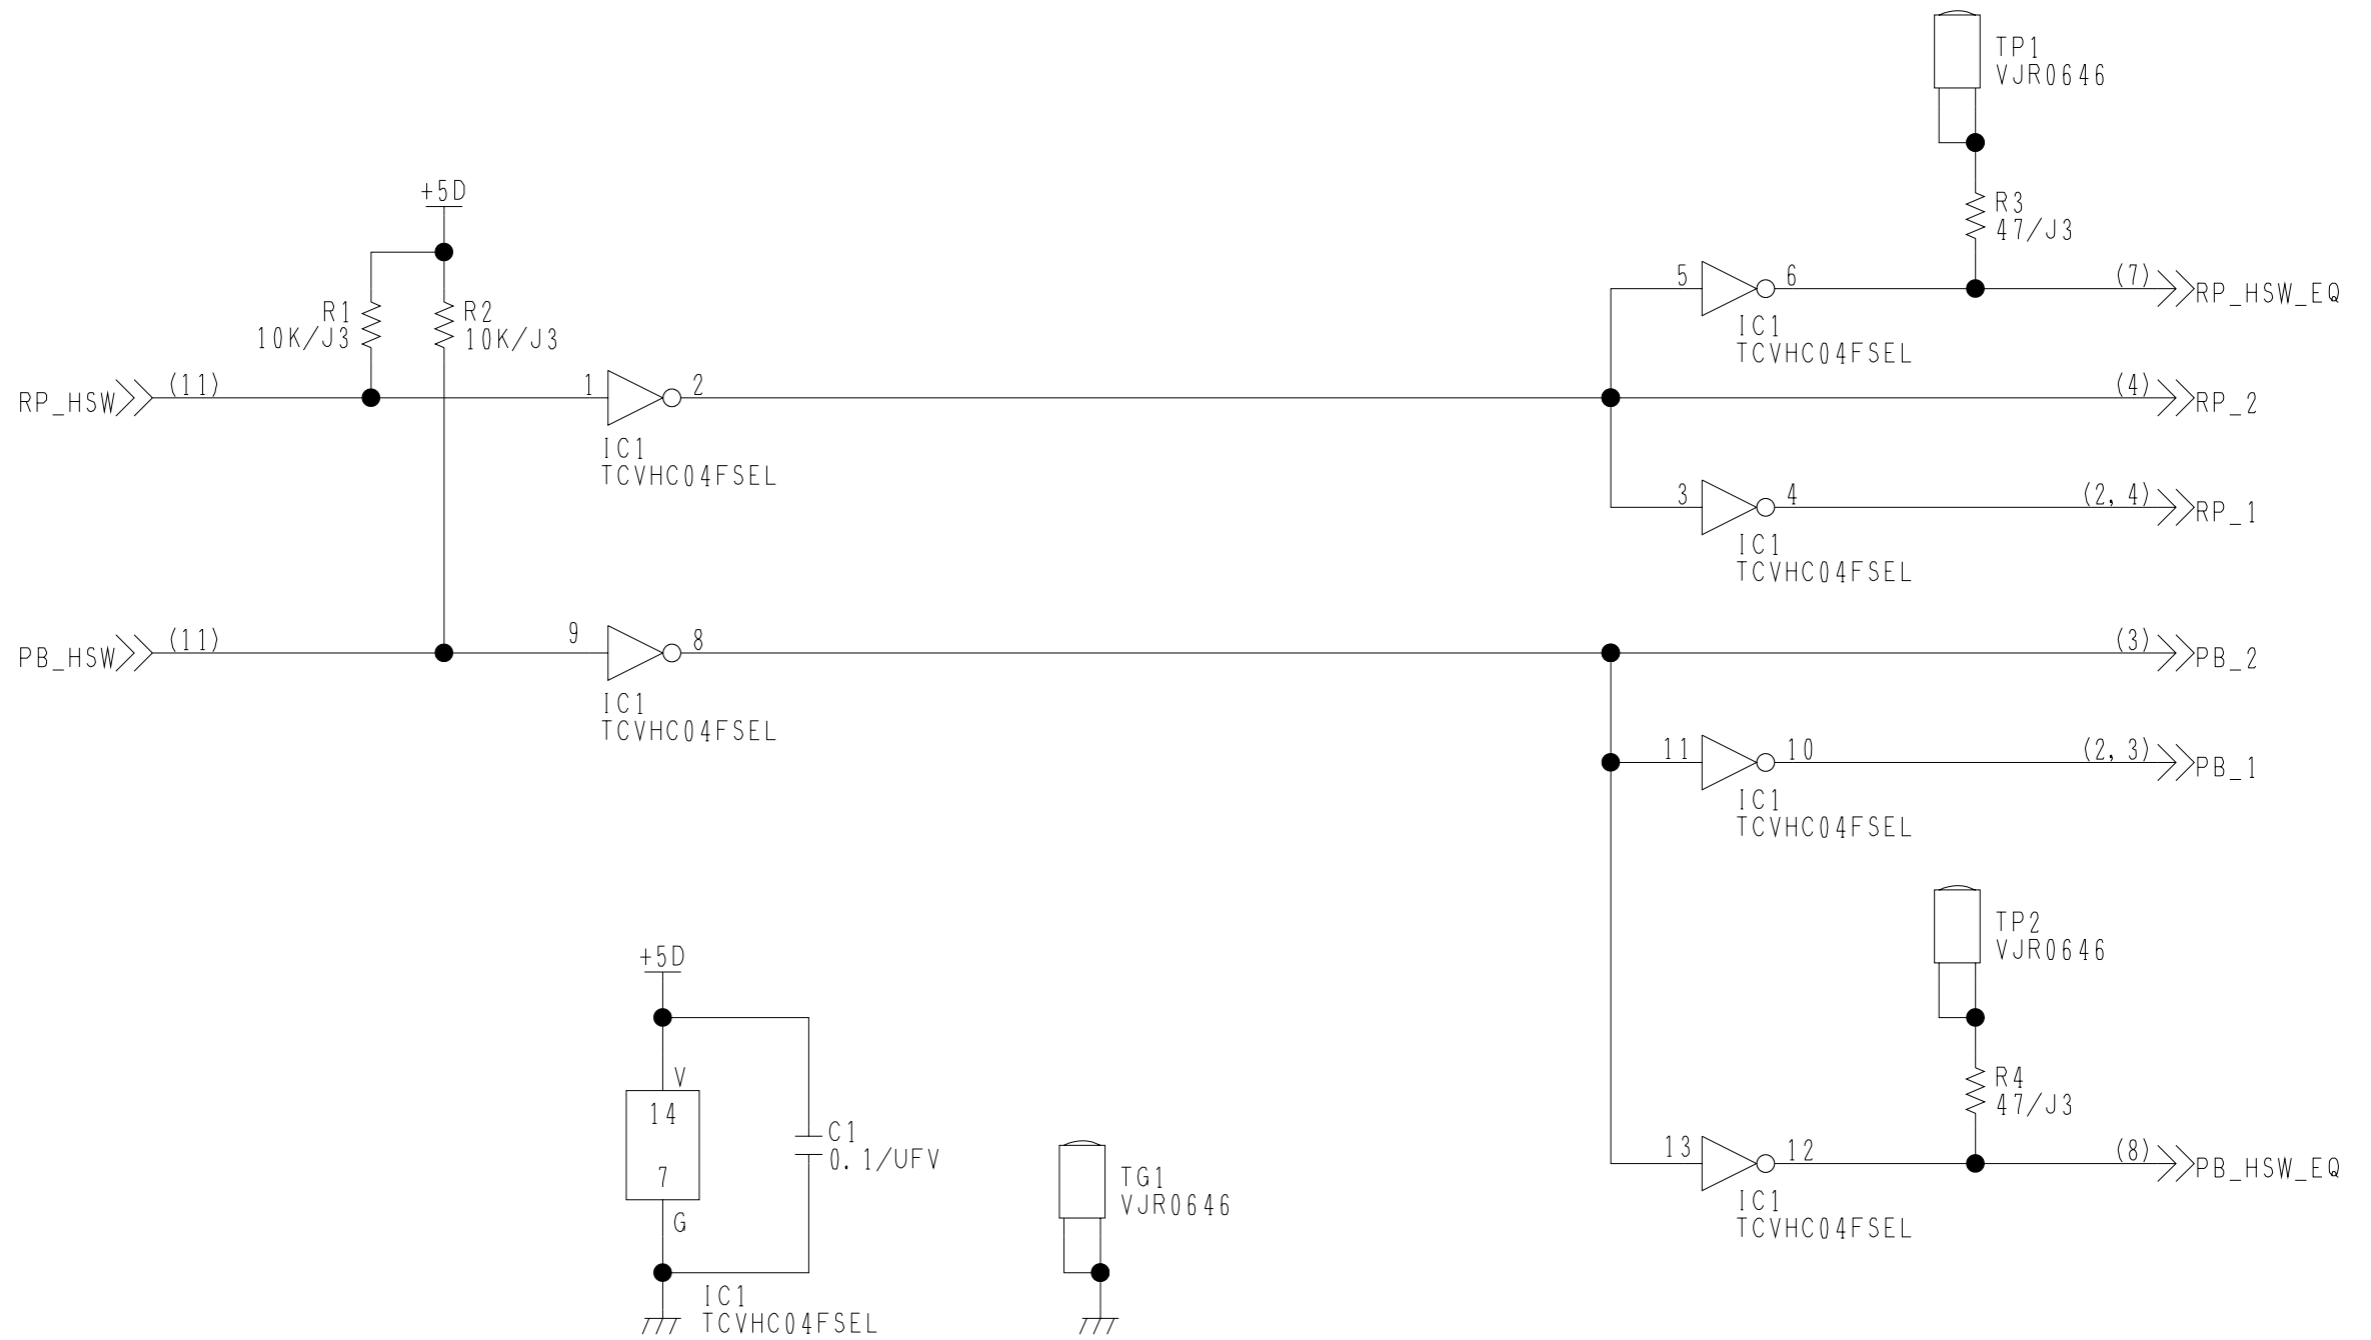 TP1
VJR0646
+5D
R3
47/J3
5
6
(7)
RP_HSW_EQ
R1
10K/J3
R2
10K/J3
IC1
TCVHC04FSEL
RP_HSW
(11)
1
2
(4)
RP_2
IC1
TCVHC04FSEL
3
4
(2, 4)
RP_1
IC1
TCVHC04FSEL
PB_HSW
(11)
9
8
(3)
PB_2
IC1
TCVHC04FSEL
11
10
(2, 3)
PB_1
IC1
TCVHC04FSEL
TP2
VJR0646
+5D
V
14
7
G
C1
0.1/UFV
IC1
TCVHC04FSEL
TG1
VJR0646
R4
47/J3
13
12
(8)
PB_HSW_EQ
IC1
TCVHC04FSEL